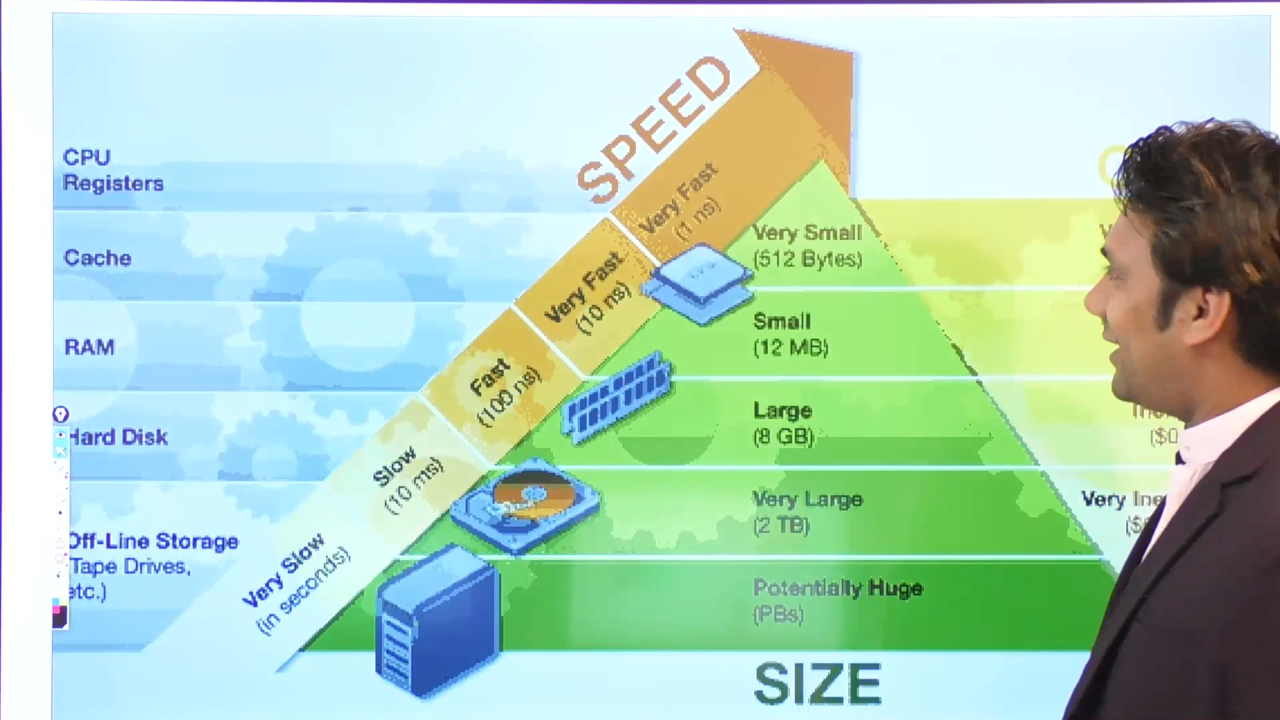 SPEED
CPU
Registers
Very Fast
(1 ns)
Very Small
(512 Bytes)
Cache
Very Fast
(10 ns)
Small
(12 MB)
RAM
Fast
(100 ns)
Large
(8 GB)
Hard Disk
Slow
(10 ms)
Very Large
(2 TB)
Very
Off-Line Storage
Tape Drives,
etc.)
Very Slow
(in seconds)
Potentially Huge
(PBs)
SIZE